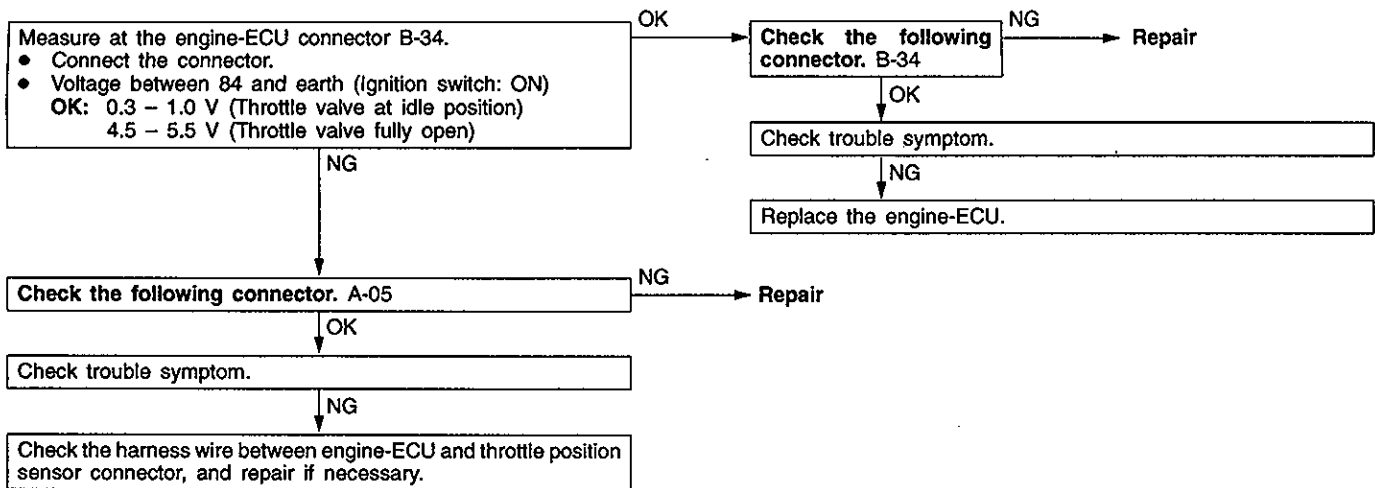 Measure at the engine-ECU connector B-34.
● Connect the connector.
● Voltage between 84 and earth (Ignition switch: ON)
OK: 0.3 – 1.0 V (Throttle valve at idle position)
4.5 – 5.5 V (Throttle valve fully open)
OK
Check the following
connector. B-34
NG
Repair
OK
Check trouble symptom.
NG
Replace the engine-ECU.
NG
Check the following connector. A-05
NG
Repair
OK
Check trouble symptom.
NG
Check the harness wire between engine-ECU and throttle position
sensor connector, and repair if necessary.